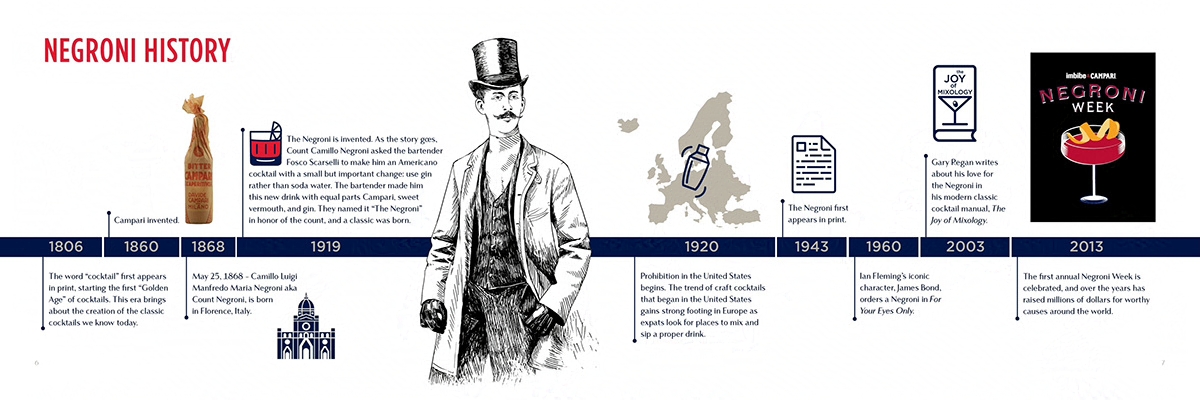 NEGRONI HISTORY
BITTER
CAMPARI
DAVIDE
CAMPARI
MILANO
Campari invented.
The Negroni is invented. As the story goes,
Count Camillo Negroni asked the bartender
Fosco Scarselli to make him an Americano
cocktail with a small but important change: use gin
rather than soda water. The bartender made him
this new drink with equal parts Campari, sweet
vermouth, and gin. They named it “The Negroni”
in honor of the count, and a classic was born.
The Negroni first
appears in print.
the
JOY
of
MIXOLOGY
Gary Regan writes
about his love for
the Negroni in
his modern classic
cocktail manual, The
Joy of Mixology.
imbibe CAMPARI
NEGRONI
WEEK
1806 1860 1868 1919 1920 1943 1960 2003 2013
The word “cocktail” first appears
in print, starting the first “Golden
Age” of cocktails. This era brings
about the creation of the classic
cocktails we know today.
May 25, 1868 – Camillo Luigi
Manfredo Maria Negroni aka
Count Negroni, is born
in Florence, Italy.
Prohibition in the United States
begins. The trend of craft cocktails
that began in the United States
gains strong footing in Europe as
expats look for places to mix and
sip a proper drink.
Ian Fleming’s iconic
character, James Bond,
orders a Negroni in For
Your Eyes Only.
The first annual Negroni Week is
celebrated, and over the years has
raised millions of dollars for worthy
causes around the world.
6
7